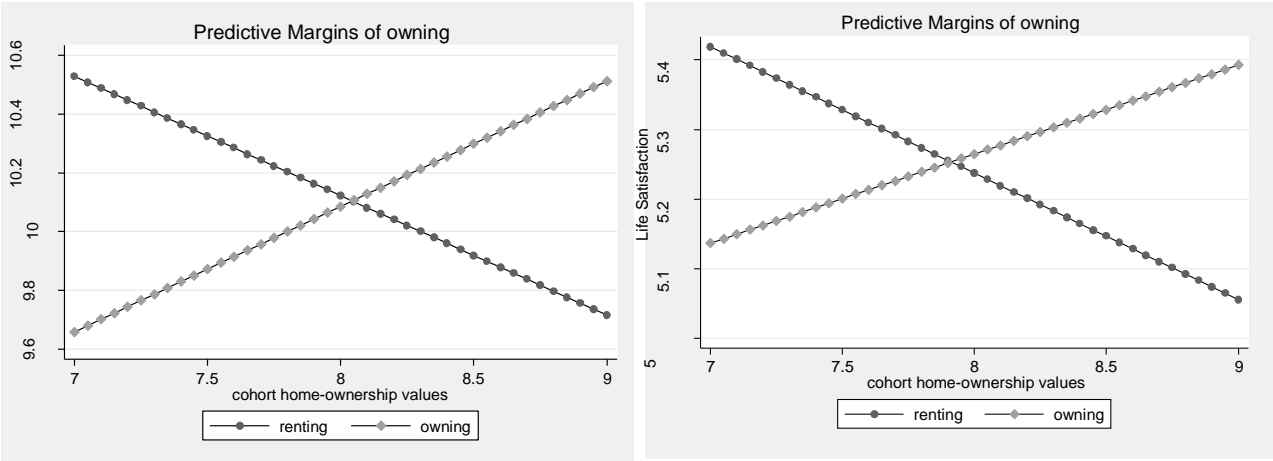 Predictive Margins of owning
10.6
10.4
10.2
10
9.8
9.6
7 7.5 8 8.5 9
cohort home-ownership values
renting owning
Predictive Margins of owning
Life Satisfaction
5.4
5.3
5.2
5.1
5
7 7.5 8 8.5 9
cohort home-ownership values
renting owning